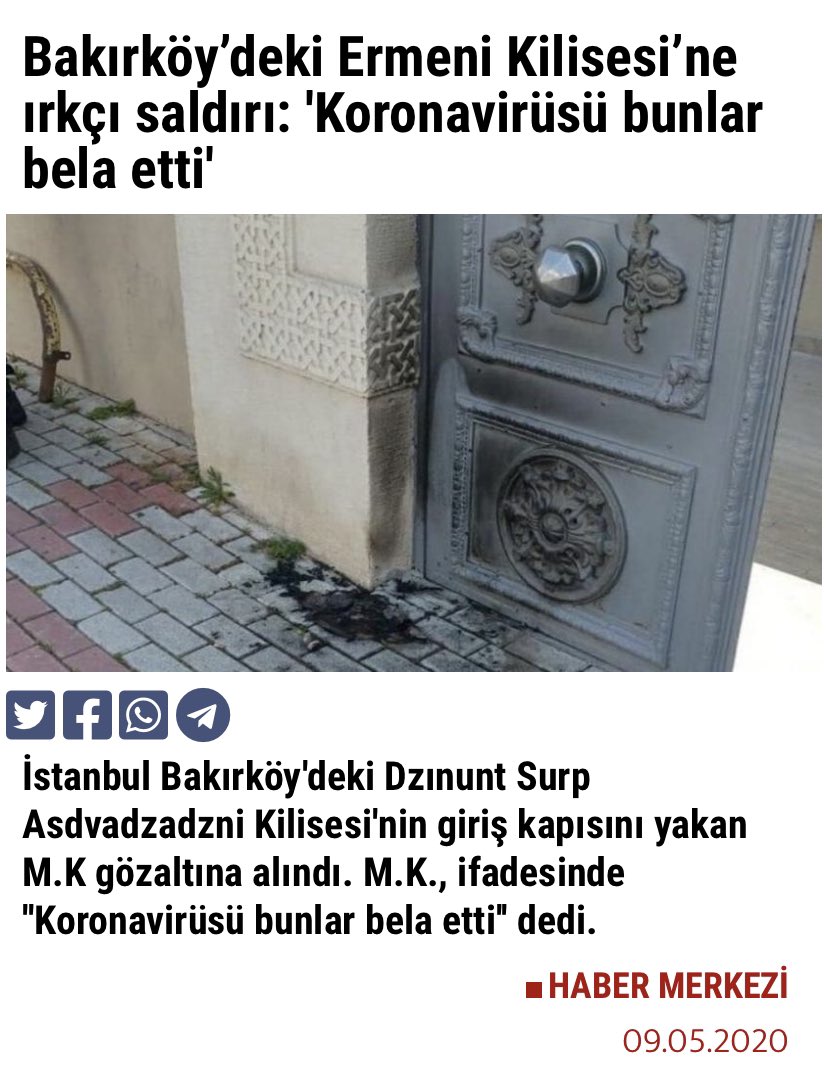 Bakırköy’deki Ermeni Kilisesi’ne
ırkçı saldırı: 'Koronavirüsü bunlar
bela etti'
İstanbul Bakırköy'deki Dzınunt Surp
Asdvadzadzni Kilisesi'nin giriş kapısını yakan
M.K gözaltına alındı. M.K., ifadesinde
"Koronavirüsü bunlar bela etti" dedi.
HABER MERKEZİ
09.05.2020